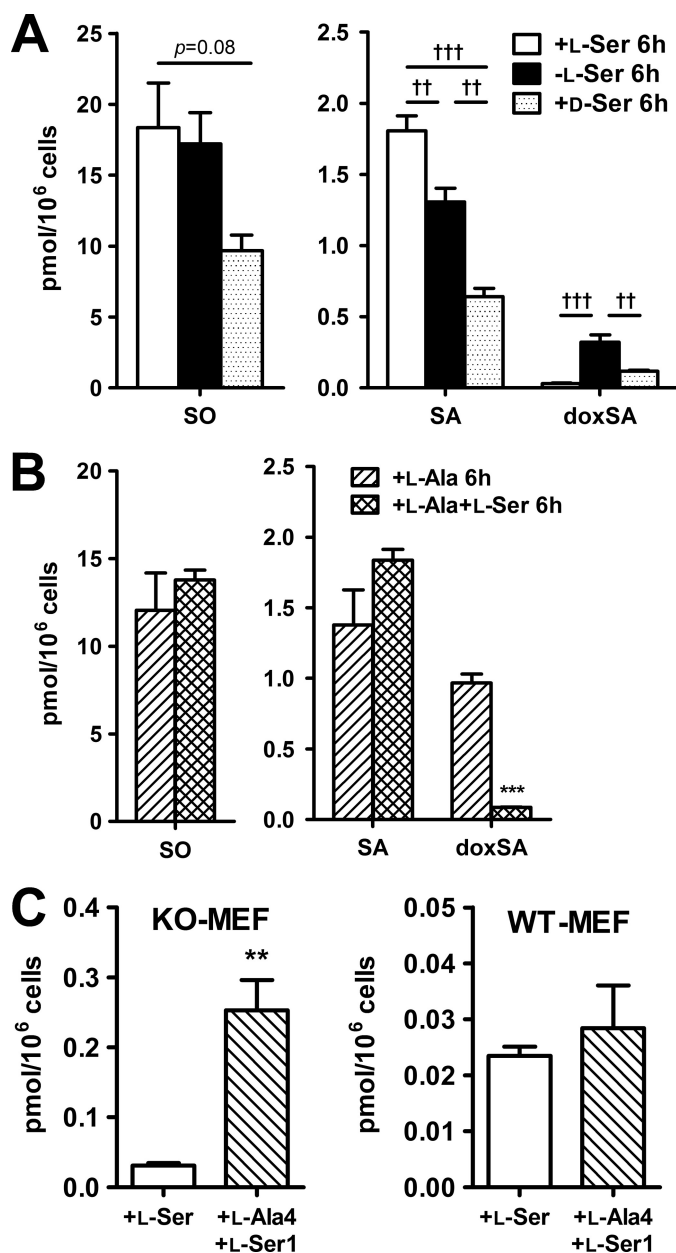 A
pmol/10⁶ cells
25
20
15
10
5
0
p=0.08
SO
2.5
2.0
1.5
1.0
0.5
0.0
†††
†† ††
††† ††
SA doxSA
+L-Ser 6h
-L-Ser 6h
+D-Ser 6h
B
pmol/10⁶ cells
20
15
10
5
0
SO
2.5
2.0
1.5
1.0
0.5
0.0
***
SA doxSA
+L-Ala 6h
+L-Ala+L-Ser 6h
C
KO-MEF
pmol/10⁶ cells
0.4
0.3
0.2
0.1
0.0
**
+L-Ser +L-Ala4
+L-Ser1
WT-MEF
pmol/10⁶ cells
0.05
0.04
0.03
0.02
0.01
0.00
+L-Ser +L-Ala4
+L-Ser1